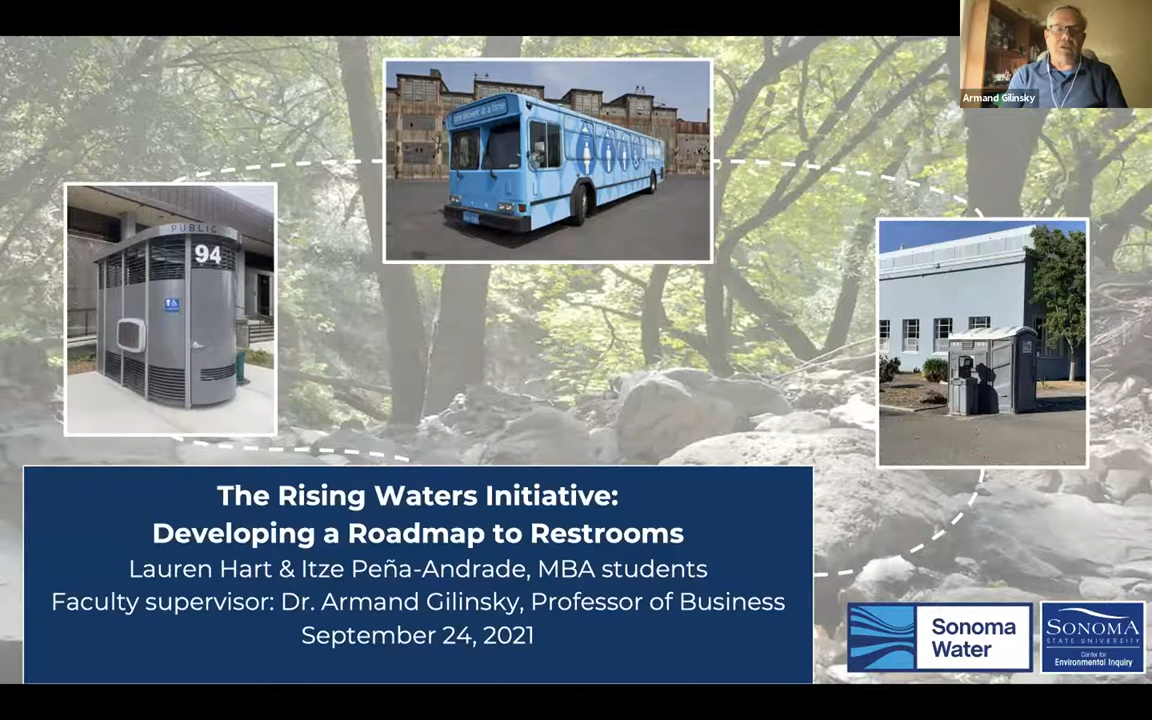 Armand Gilinsky
PUBLIC
94
The Rising Waters Initiative:
Developing a Roadmap to Restrooms
Lauren Hart & Itze Peña-Andrade, MBA students
Faculty supervisor: Dr. Armand Gilinsky, Professor of Business
September 24, 2021
Sonoma
Water
SONOMA
STATE UNIVERSITY
Center for
Environmental Inquiry